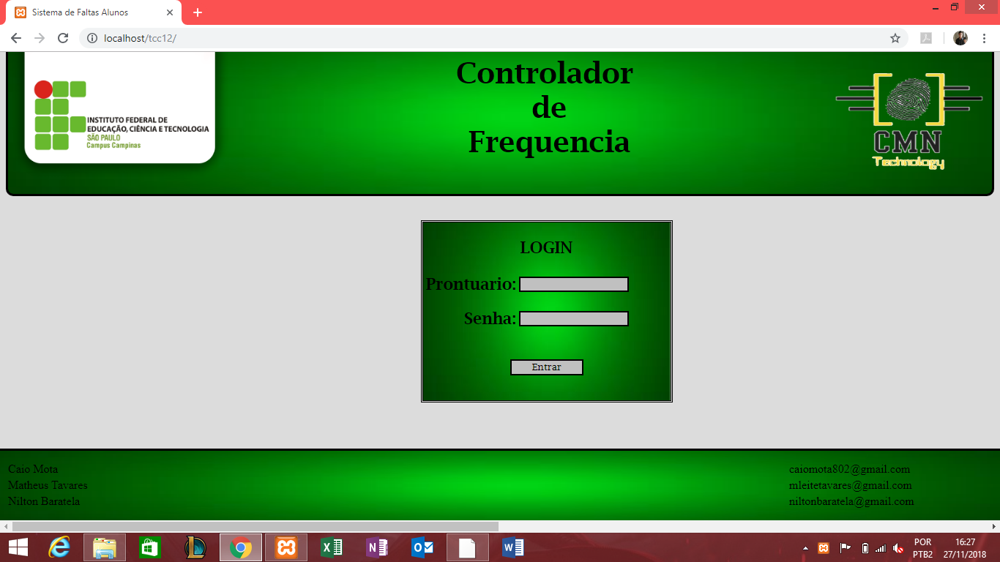 Sistema de Faltas Alunos
localhost/tcc12/
INSTITUTO FEDERAL DE
EDUCAÇÃO, CIÊNCIA E TECNOLOGIA
SÃO PAULO
Campus Campinas
Controlador
de
Frequencia
CMN
Technology
LOGIN
Prontuario:
Senha:
Entrar
Caio Mota
Matheus Tavares
Nilton Baratela
caiomota802@gmail.com
mleitetavares@gmail.com
niltonbaratela@gmail.com
POR
PTB2
16:27
27/11/2018